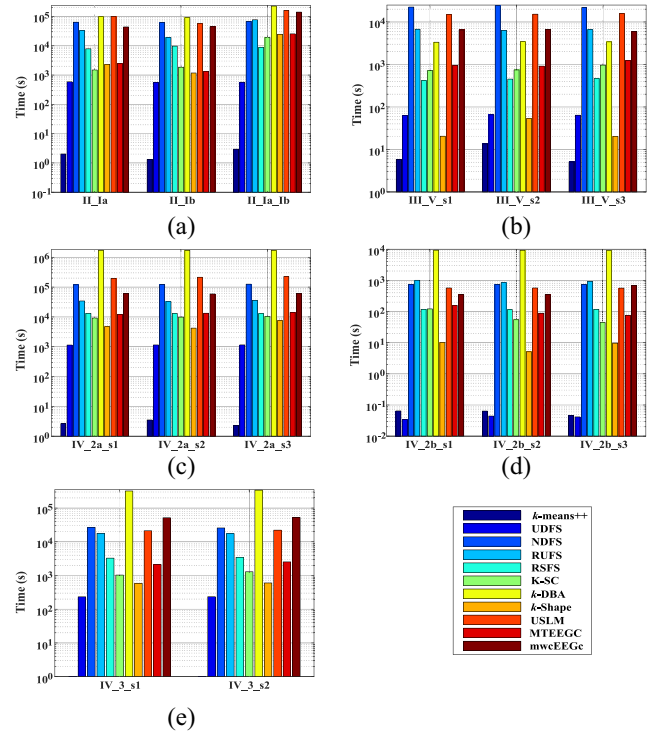 Time (s)
10^5
10^4
10^3
10^2
10^1
10^0
10^-1
II_Ia
II_Ib
II_Ia_Ib
(a)
Time (s)
10^4
10^3
10^2
10^1
10^0
III_V_s1
III_V_s2
III_V_s3
(b)
Time (s)
10^6
10^5
10^4
10^3
10^2
10^1
10^0
IV_2a_s1
IV_2a_s2
IV_2a_s3
(c)
Time (s)
10^4
10^3
10^2
10^1
10^0
10^-1
10^-2
IV_2b_s1
IV_2b_s2
IV_2b_s3
(d)
Time (s)
10^5
10^4
10^3
10^2
10^1
10^0
IV_3_s1
IV_3_s2
(e)
k-means++
UDFS
NDFS
RUFS
RSFS
K-SC
k-DBA
k-Shape
USLM
MTEEGC
mwcEEGc